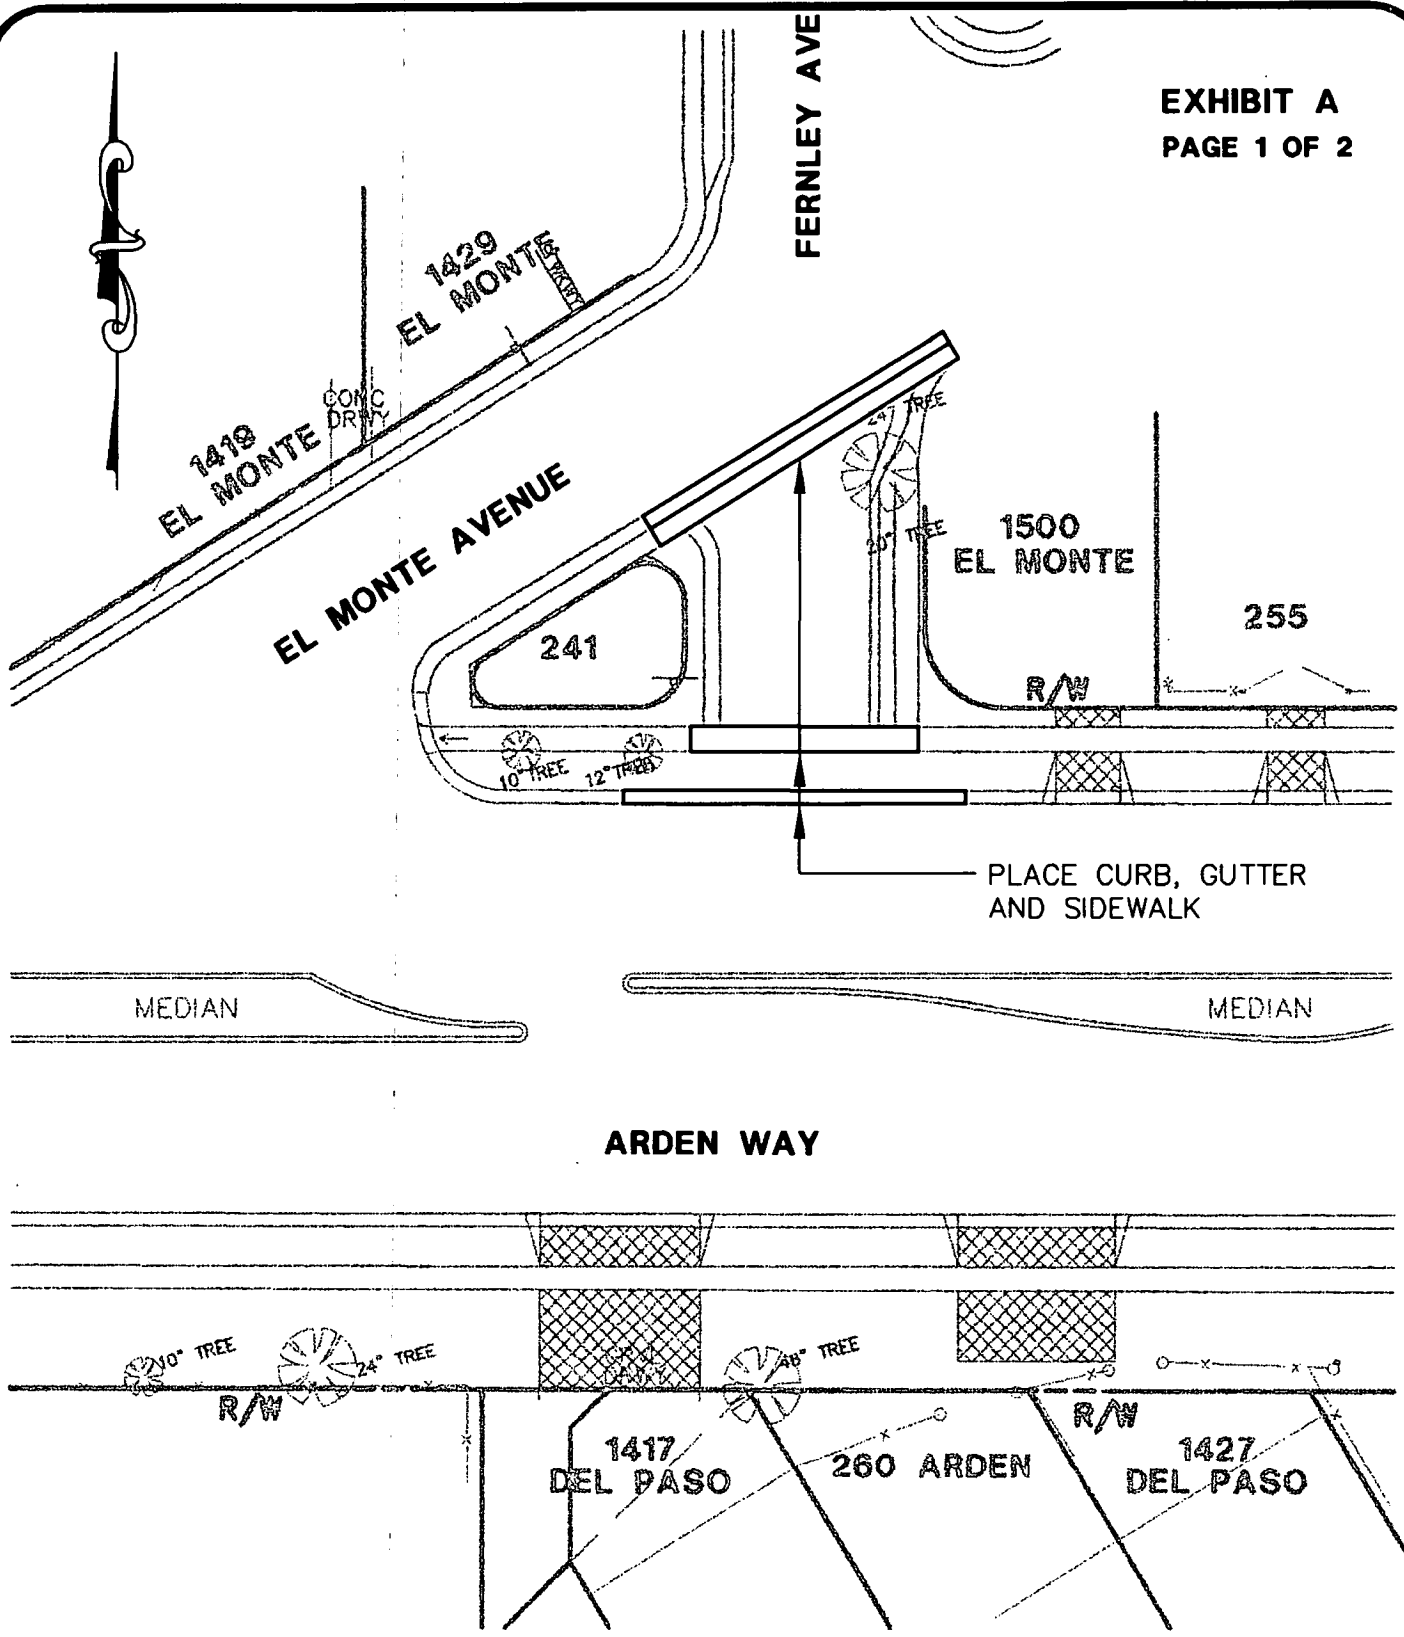 EXHIBIT A
PAGE 1 OF 2
FERNLEY AVE
1429
EL MONTE
CONC
DRWY
1419
EL MONTE
EL MONTE AVENUE
TREE
20" TREE
1500
EL MONTE
255
241
R/W
10" TREE
12" TREE
PLACE CURB, GUTTER
AND SIDEWALK
MEDIAN
MEDIAN
ARDEN WAY
10" TREE
24" TREE
48" TREE
R/W
R/W
1417
DEL PASO
260 ARDEN
1427
DEL PASO